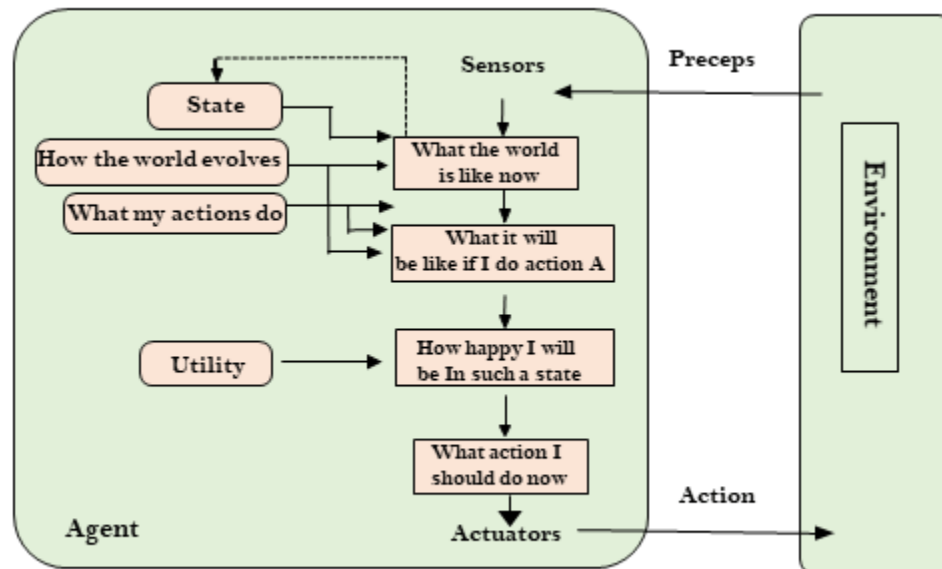 Sensors
Preceps
State
How the world evolves
What my actions do
What the world
is like now
What it will
be like if I do action A
Utility
How happy I will
be In such a state
What action I
should do now
Agent
Actuators
Action
Environment